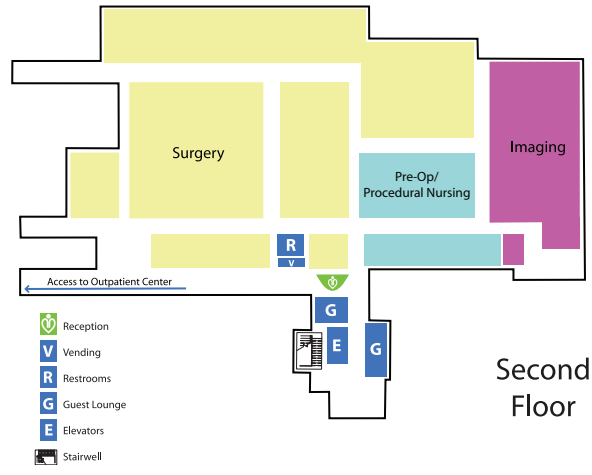 Surgery
Imaging
Pre-Op/
Procedural Nursing
R
V
Access to Outpatient Center
G
E
G
Reception
V Vending
R Restrooms
G Guest Lounge
E Elevators
Stairwell
Second
Floor